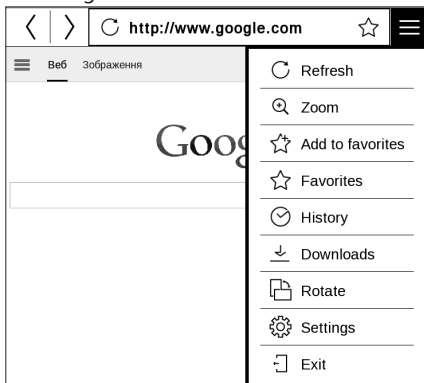 http://www.google.com
Веб Зображення
Goog
Refresh
Zoom
Add to favorites
Favorites
History
Downloads
Rotate
Settings
Exit